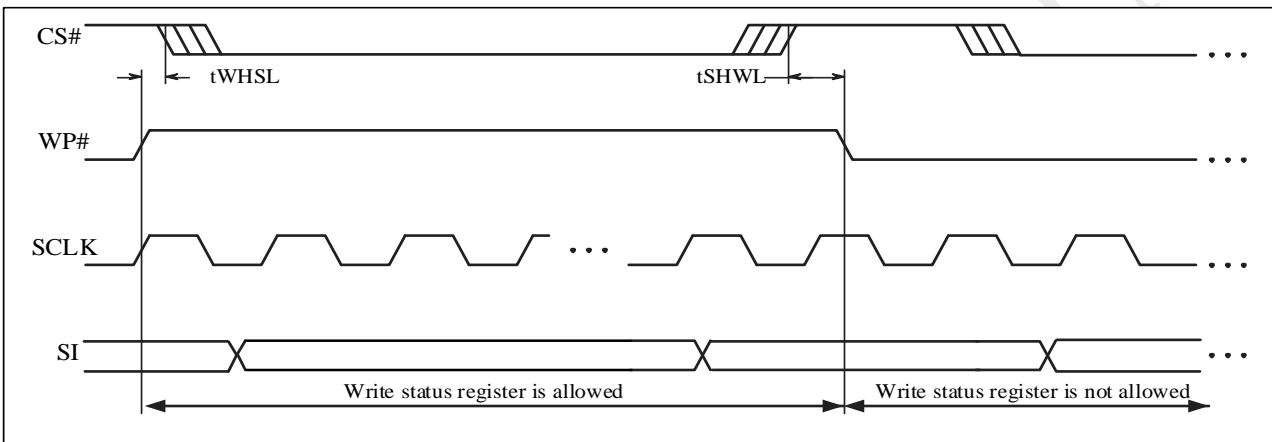 CS#
tWHSL
tSHWL
WP#
SCLK
SI
Write status register is allowed
Write status register is not allowed